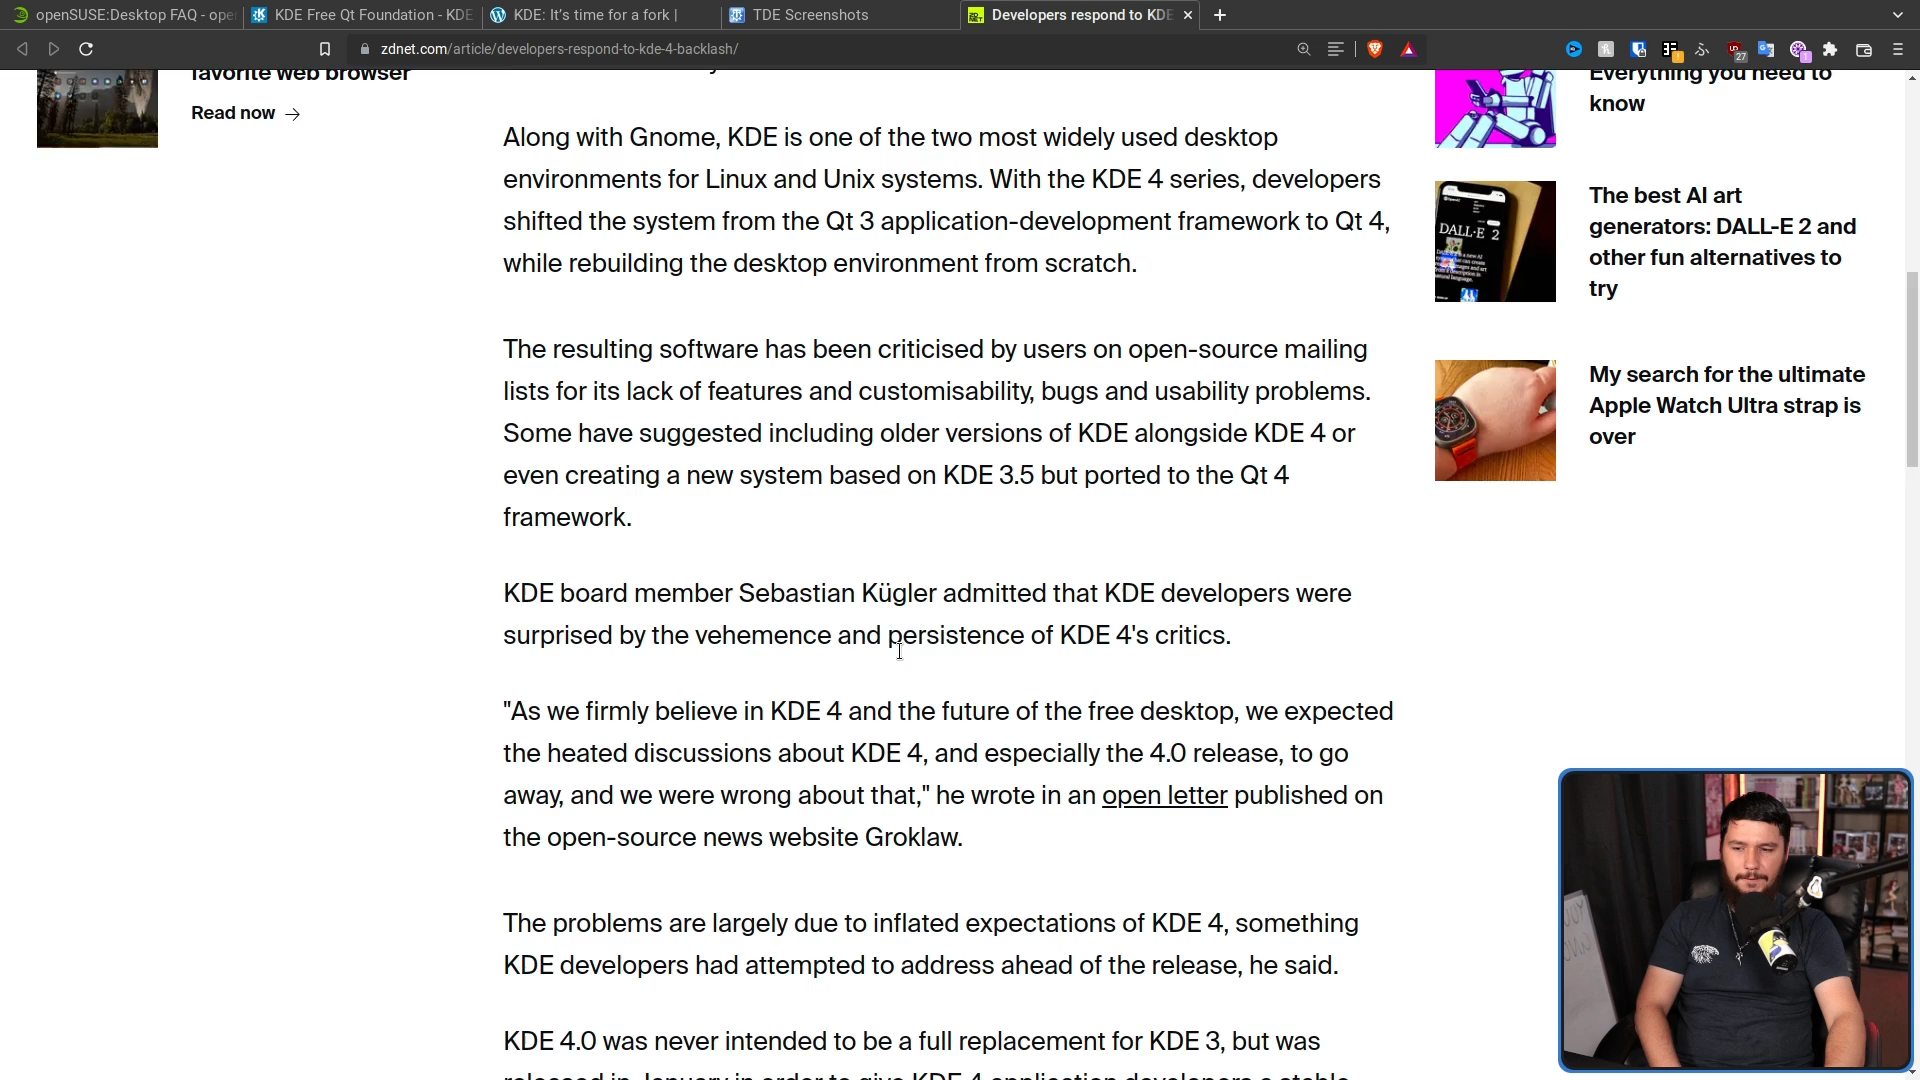 openSUSE:Desktop FAQ - ope
KDE Free Qt Foundation - KDE
KDE: It's time for a fork |
TDE Screenshots
Developers respond to KDE
zdnet.com/article/developers-respond-to-kde-4-backlash/
favorite web browser
Read now →
Along with Gnome, KDE is one of the two most widely used desktop
environments for Linux and Unix systems. With the KDE 4 series, developers
shifted the system from the Qt 3 application-development framework to Qt 4,
while rebuilding the desktop environment from scratch.
The resulting software has been criticised by users on open-source mailing
lists for its lack of features and customisability, bugs and usability problems.
Some have suggested including older versions of KDE alongside KDE 4 or
even creating a new system based on KDE 3.5 but ported to the Qt 4
framework.
KDE board member Sebastian Kügler admitted that KDE developers were
surprised by the vehemence and persistence of KDE 4's critics.
"As we firmly believe in KDE 4 and the future of the free desktop, we expected
the heated discussions about KDE 4, and especially the 4.0 release, to go
away, and we were wrong about that," he wrote in an open letter published on
the open-source news website Groklaw.
The problems are largely due to inflated expectations of KDE 4, something
KDE developers had attempted to address ahead of the release, he said.
KDE 4.0 was never intended to be a full replacement for KDE 3, but was
released in January in order to give KDE 4 application developers a stable
Everything you need to
know
DALL·E 2
The best AI art
generators: DALL-E 2 and
other fun alternatives to
try
My search for the ultimate
Apple Watch Ultra strap is
over
27